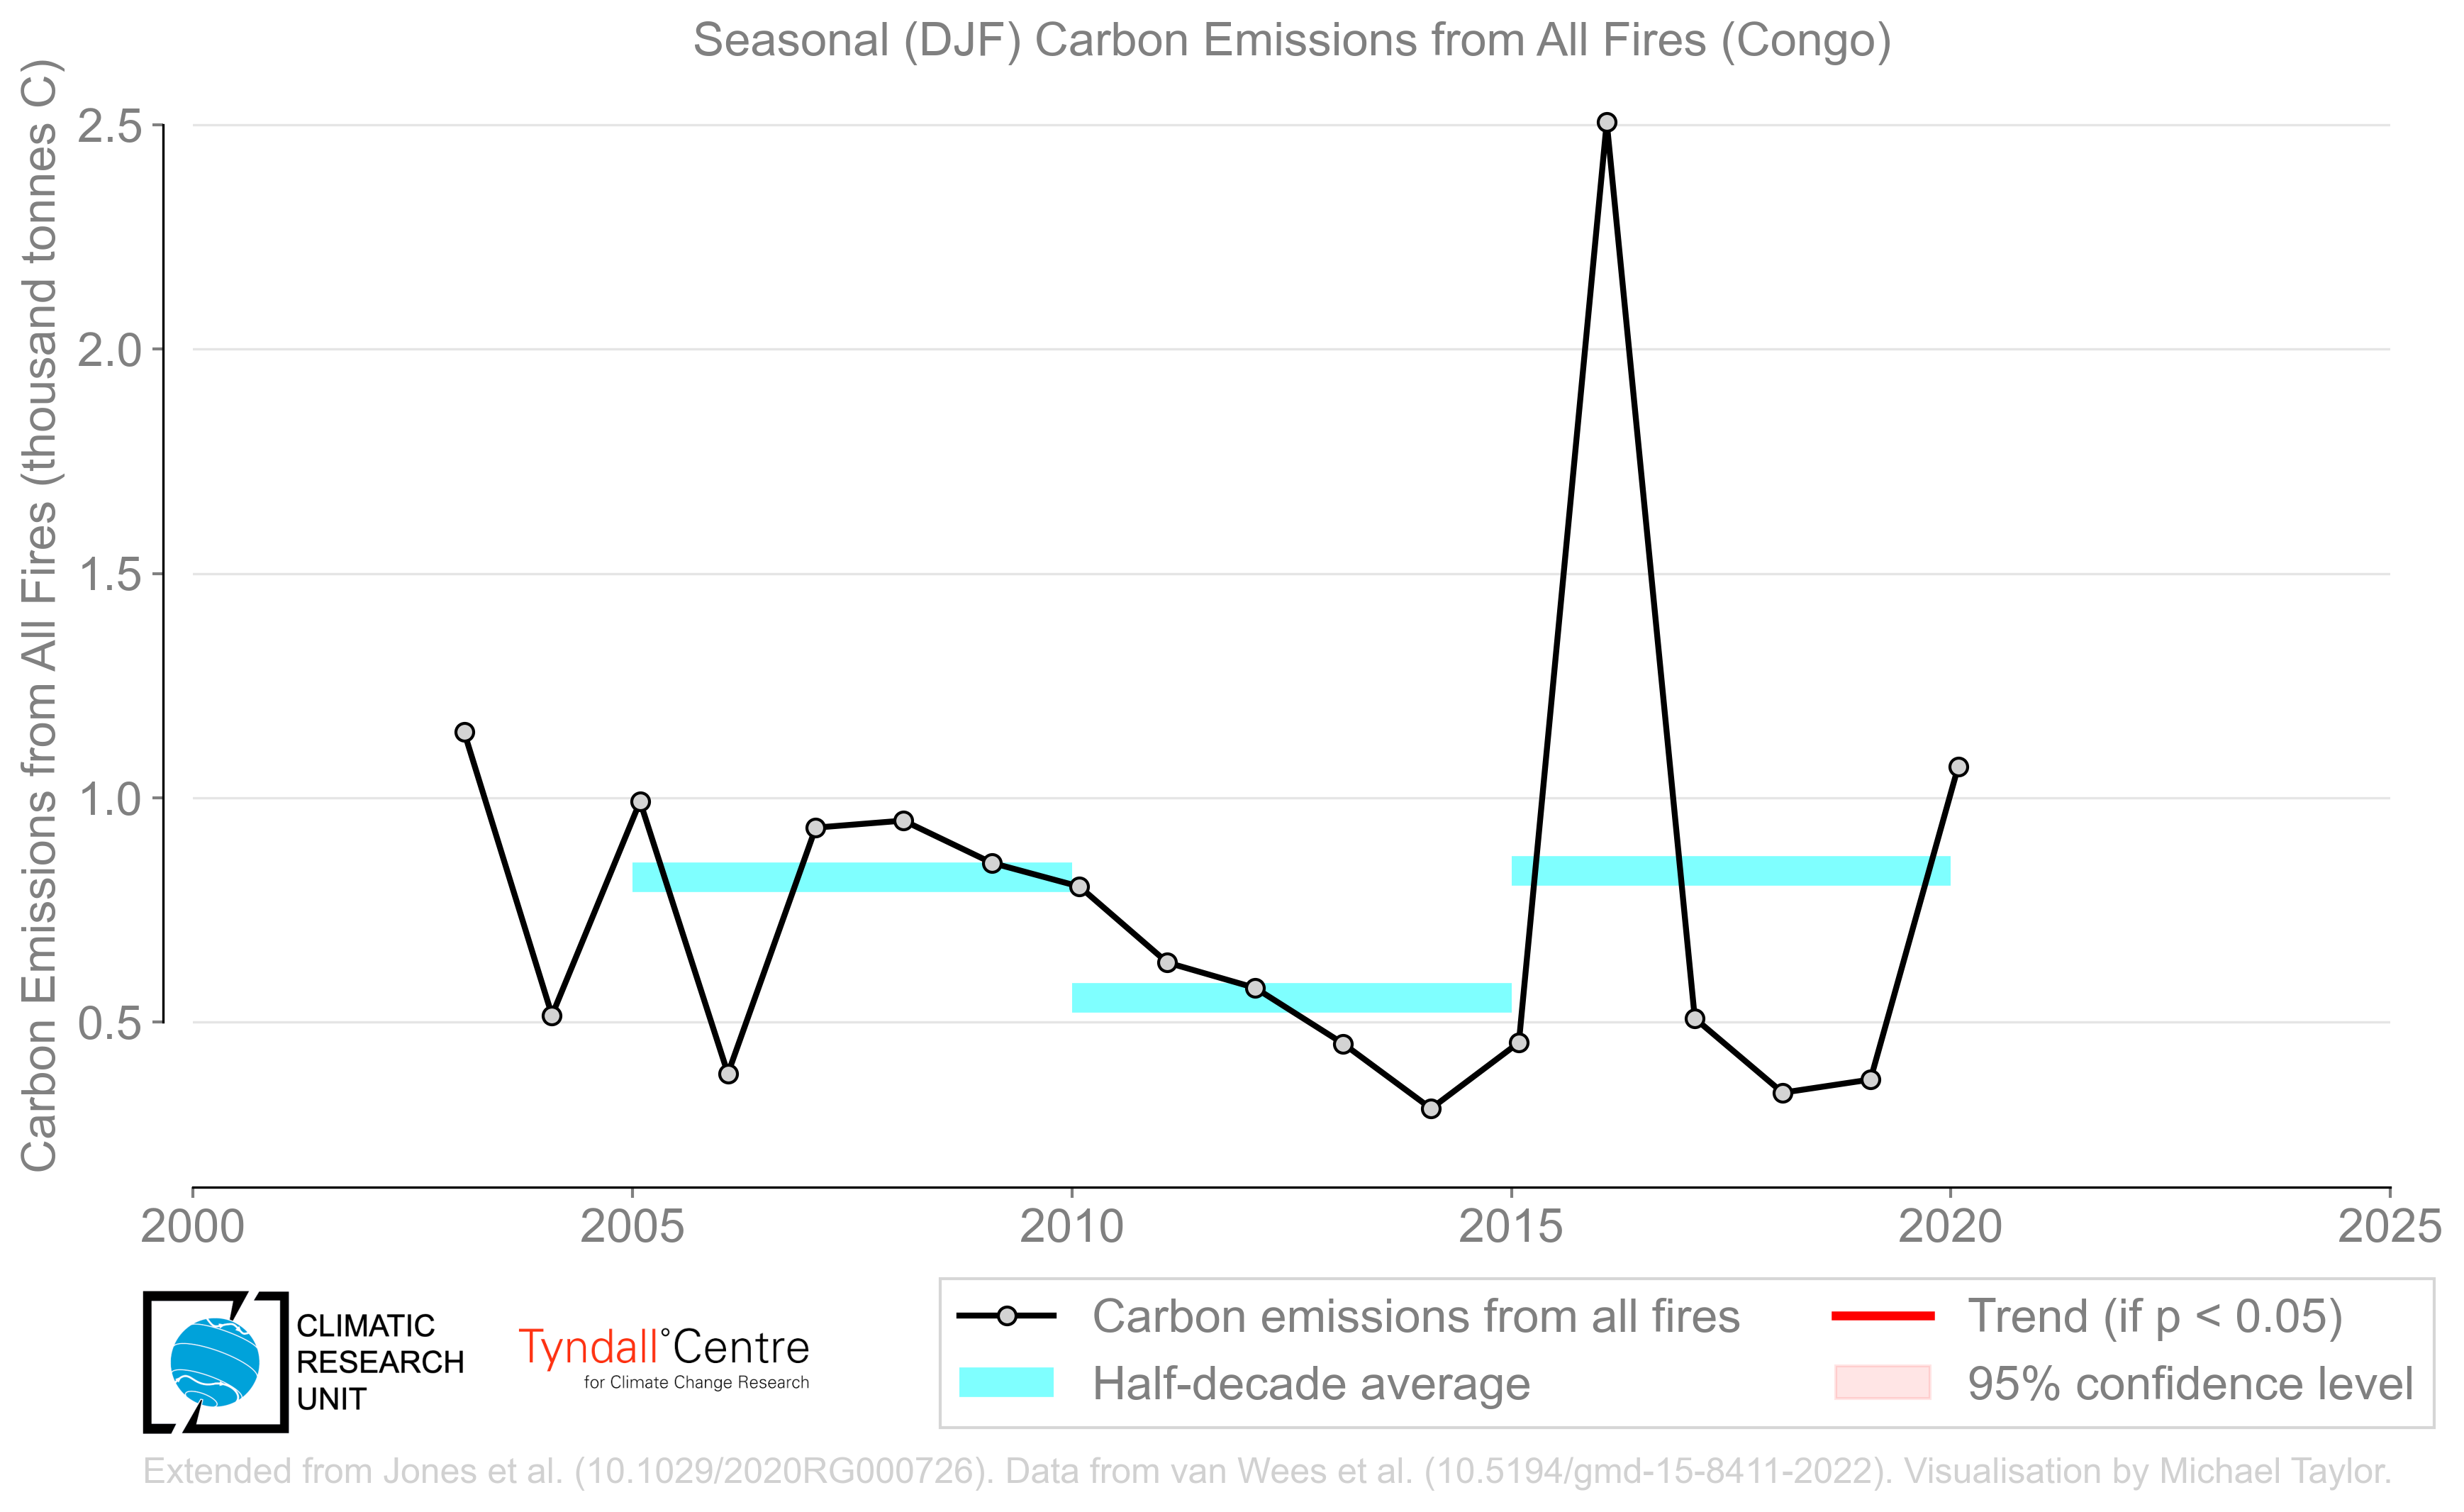 Seasonal (DJF) Carbon Emissions from All Fires (Congo)
Carbon Emissions from All Fires (thousand tonnes C)
2.5
2.0
1.5
1.0
0.5
2000 2005 2010 2015 2020 2025
CLIMATIC
RESEARCH
UNIT
Tyndall°Centre
for Climate Change Research
Carbon emissions from all fires
Half-decade average
Trend (if p < 0.05)
95% confidence level
Extended from Jones et al. (10.1029/2020RG000726). Data from van Wees et al. (10.5194/gmd-15-8411-2022). Visualisation by Michael Taylor.